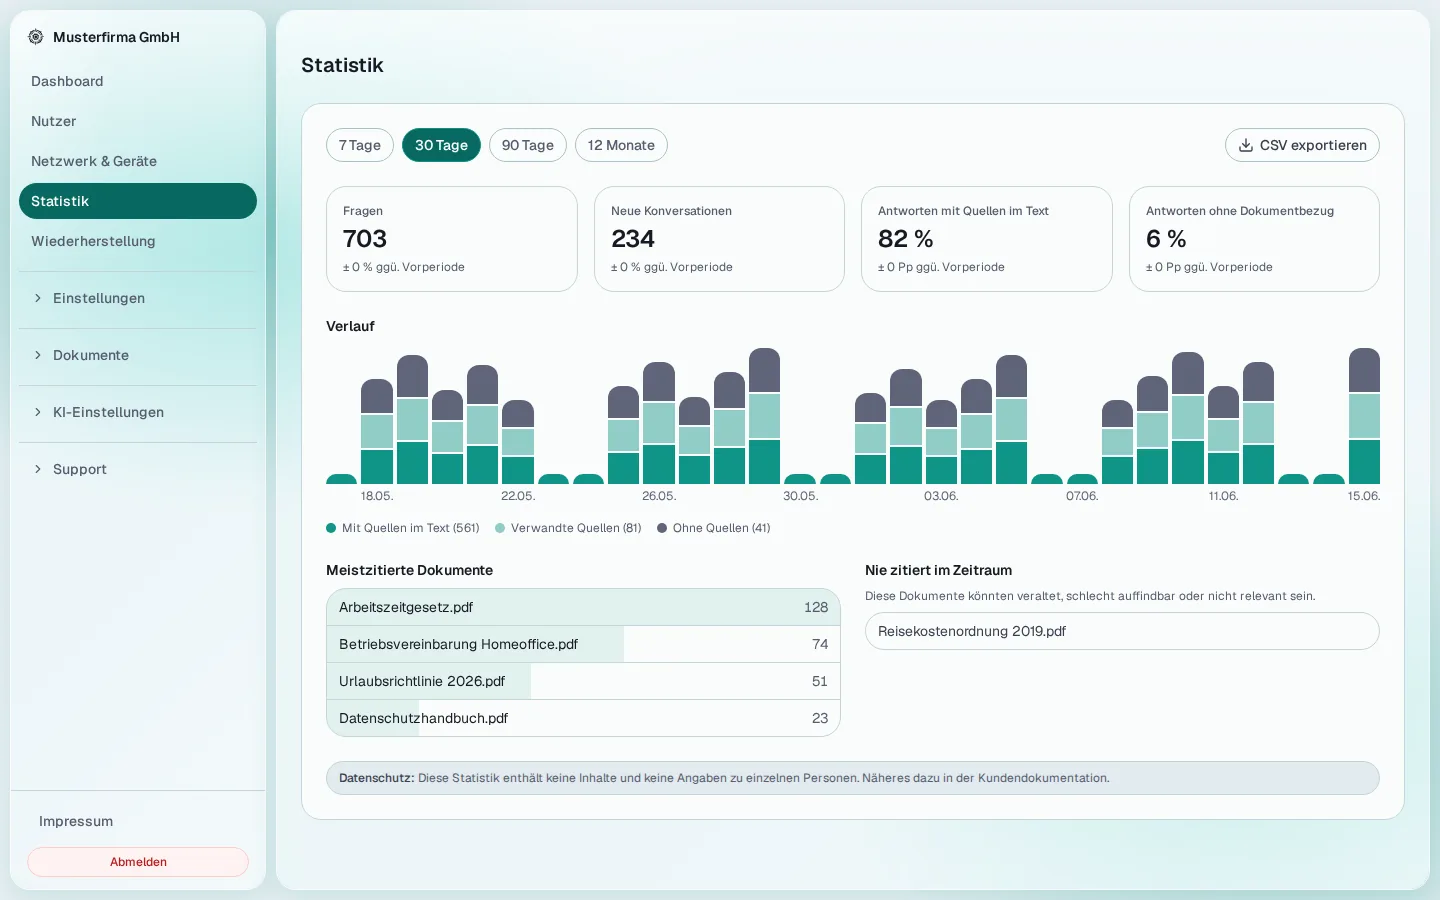 Musterfirma GmbH
Dashboard
Nutzer
Netzwerk & Geräte
Statistik
Wiederherstellung
Einstellungen
Dokumente
KI-Einstellungen
Support
Impressum
Abmelden
Statistik
7 Tage
30 Tage
90 Tage
12 Monate
CSV exportieren
Fragen
703
± 0 % ggü. Vorperiode
Neue Konversationen
234
± 0 % ggü. Vorperiode
Antworten mit Quellen im Text
82 %
± 0 Pp ggü. Vorperiode
Antworten ohne Dokumentbezug
6 %
± 0 Pp ggü. Vorperiode
Verlauf
18.05. 22.05. 26.05. 30.05. 03.06. 07.06. 11.06. 15.06.
Mit Quellen im Text (561) Verwandte Quellen (81) Ohne Quellen (41)
Meistzitierte Dokumente
Arbeitszeitgesetz.pdf 128
Betriebsvereinbarung Homeoffice.pdf 74
Urlaubsrichtlinie 2026.pdf 51
Datenschutzhandbuch.pdf 23
Nie zitiert im Zeitraum
Diese Dokumente könnten veraltet, schlecht auffindbar oder nicht relevant sein.
Reisekostenordnung 2019.pdf
Datenschutz: Diese Statistik enthält keine Inhalte und keine Angaben zu einzelnen Personen. Näheres dazu in der Kundendokumentation.